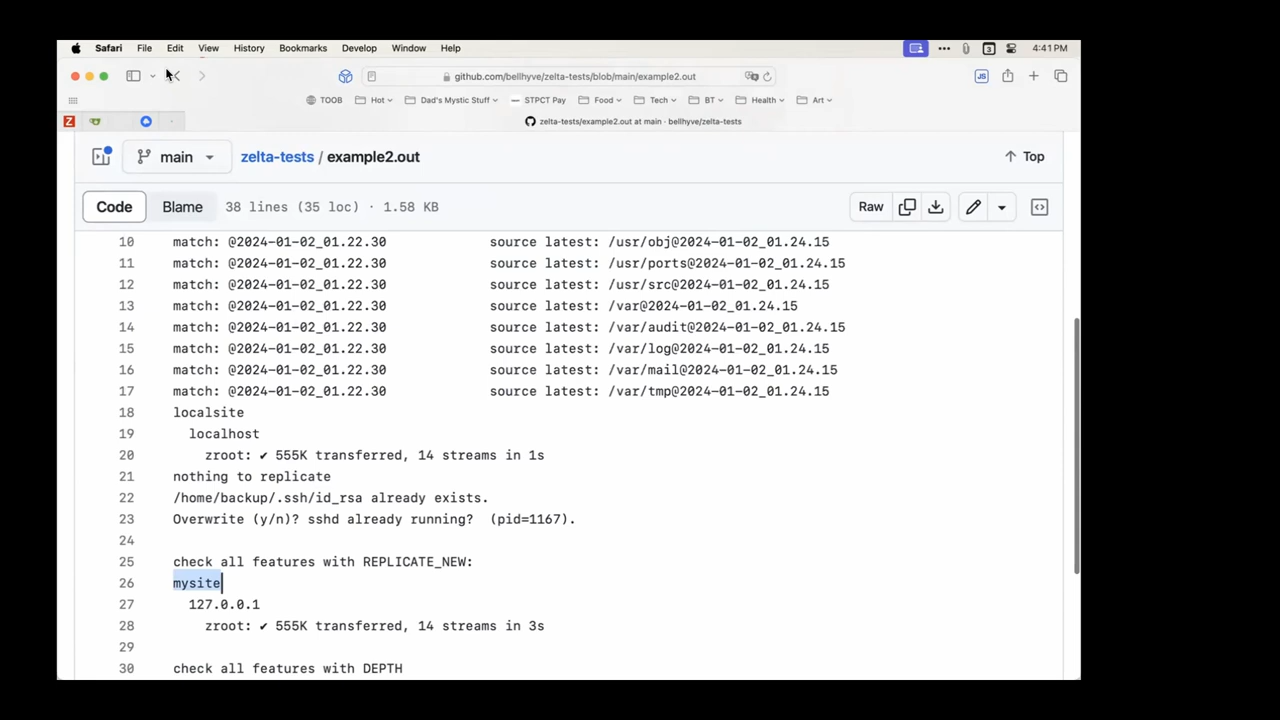 Safari File Edit View History Bookmarks Develop Window Help 3 4:41 PM
github.com/bellhyve/zelta-tests/blob/main/example2.out JS
TOOB Hot Dad's Mystic Stuff STPCT Pay Food Tech BT Health Art
Z zelta-tests/example2.out at main · bellhyve/zelta-tests
main zelta-tests / example2.out Top
Code Blame 38 lines (35 loc) · 1.58 KB Raw
10 match: @2024-01-02_01.22.30 source latest: /usr/obj@2024-01-02_01.24.15
11 match: @2024-01-02_01.22.30 source latest: /usr/ports@2024-01-02_01.24.15
12 match: @2024-01-02_01.22.30 source latest: /usr/src@2024-01-02_01.24.15
13 match: @2024-01-02_01.22.30 source latest: /var@2024-01-02_01.24.15
14 match: @2024-01-02_01.22.30 source latest: /var/audit@2024-01-02_01.24.15
15 match: @2024-01-02_01.22.30 source latest: /var/log@2024-01-02_01.24.15
16 match: @2024-01-02_01.22.30 source latest: /var/mail@2024-01-02_01.24.15
17 match: @2024-01-02_01.22.30 source latest: /var/tmp@2024-01-02_01.24.15
18 localsite
19 localhost
20 zroot: ✔ 555K transferred, 14 streams in 1s
21 nothing to replicate
22 /home/backup/.ssh/id_rsa already exists.
23 Overwrite (y/n)? sshd already running? (pid=1167).
24
25 check all features with REPLICATE_NEW:
26 mysite
27 127.0.0.1
28 zroot: ✔ 555K transferred, 14 streams in 3s
29
30 check all features with DEPTH